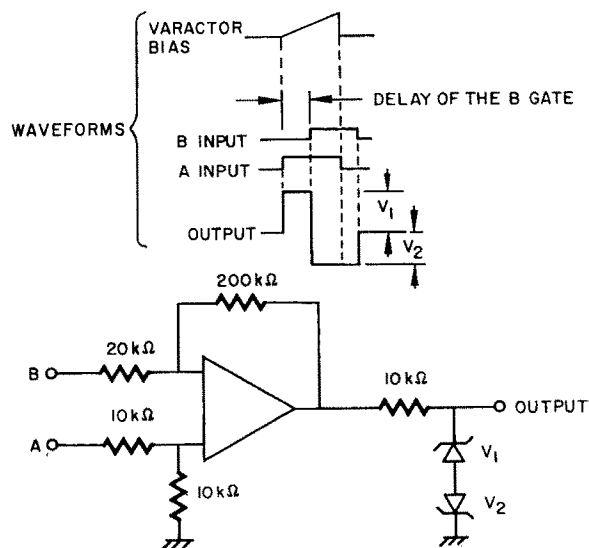 VARACTOR
BIAS
DELAY OF THE B GATE
WAVEFORMS
B INPUT
A INPUT
OUTPUT
V1
V2
200kΩ
20kΩ
B
10kΩ
A
10kΩ
10kΩ
OUTPUT
V1
V2